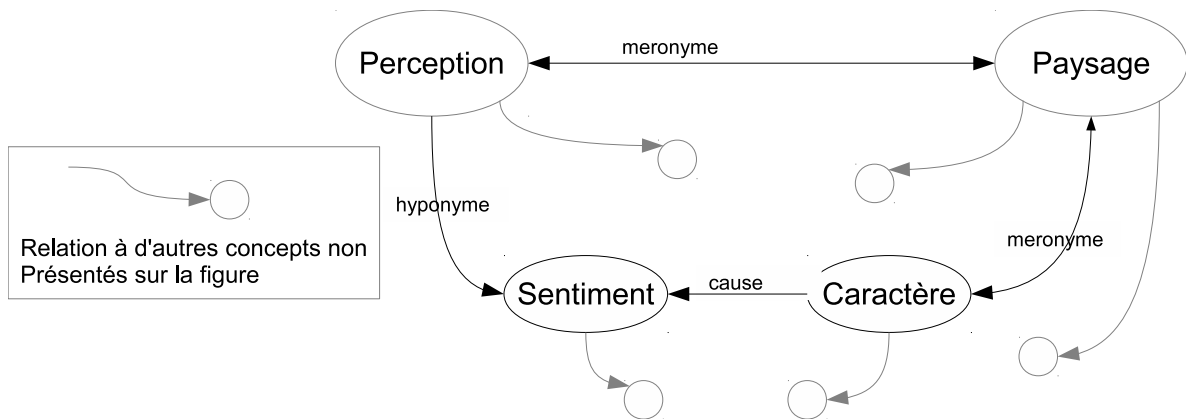 Perception
meronyme
Paysage
hyponyme
Relation à d'autres concepts non
Présentés sur la figure
meronyme
Sentiment
cause
Caractère